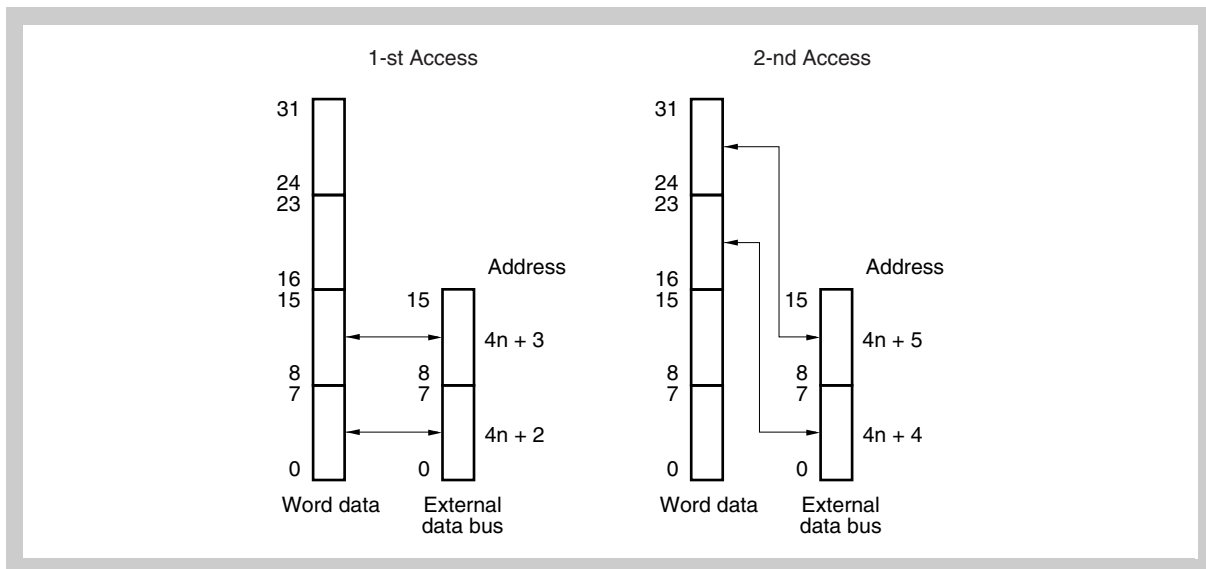 1-st Access
31
24
23
16
15
8
7
0
Word data
Address
15
4n + 3
8
7
4n + 2
0
External
data bus
2-nd Access
31
24
23
16
15
8
7
0
Word data
Address
15
4n + 5
8
7
4n + 4
0
External
data bus